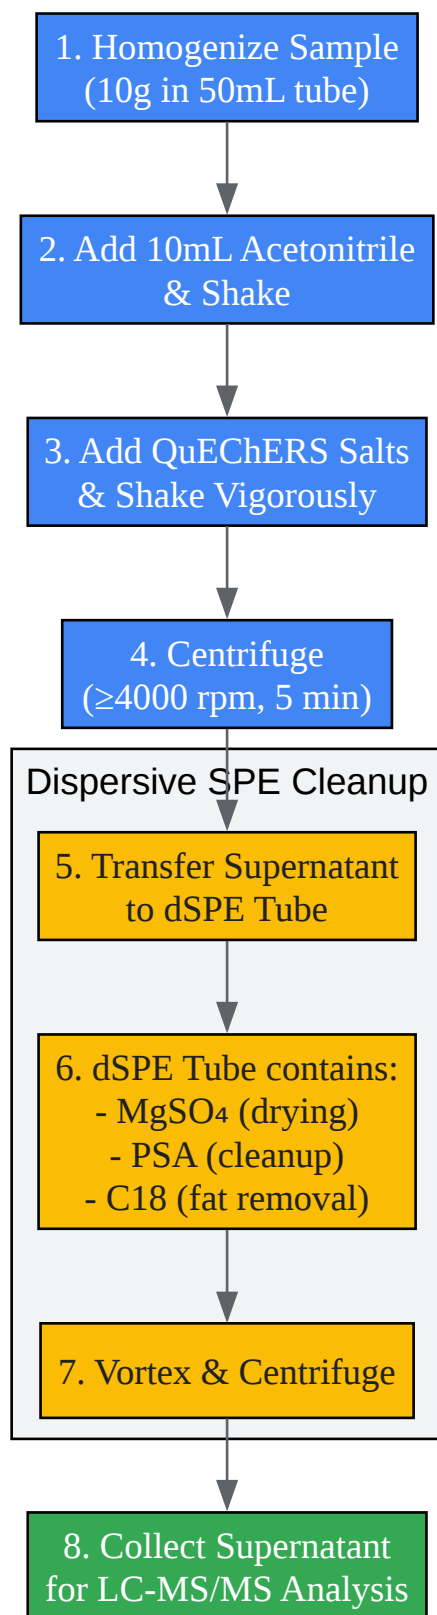 1. Homogenize Sample
(10g in 50mL tube)
2. Add 10mL Acetonitrile
& Shake
3. Add QuEChERS Salts
& Shake Vigorously
4. Centrifuge
(≥4000 rpm, 5 min)
Dispersive SPE Cleanup
5. Transfer Supernatant
to dSPE Tube
6. dSPE Tube contains:
- MgSO₄ (drying)
- PSA (cleanup)
- C18 (fat removal)
7. Vortex & Centrifuge
8. Collect Supernatant
for LC-MS/MS Analysis